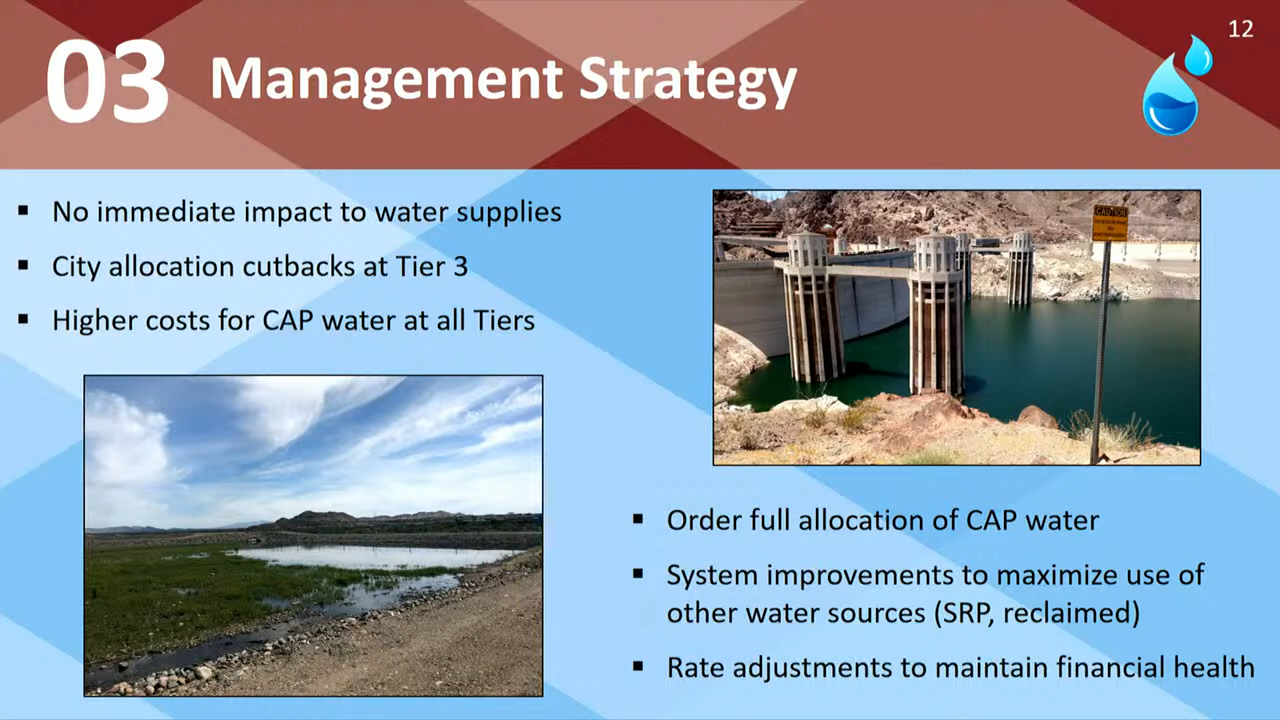 12
03 Management Strategy
▪ No immediate impact to water supplies
▪ City allocation cutbacks at Tier 3
▪ Higher costs for CAP water at all Tiers
CAUTION
▪ Order full allocation of CAP water
▪ System improvements to maximize use of
other water sources (SRP, reclaimed)
▪ Rate adjustments to maintain financial health